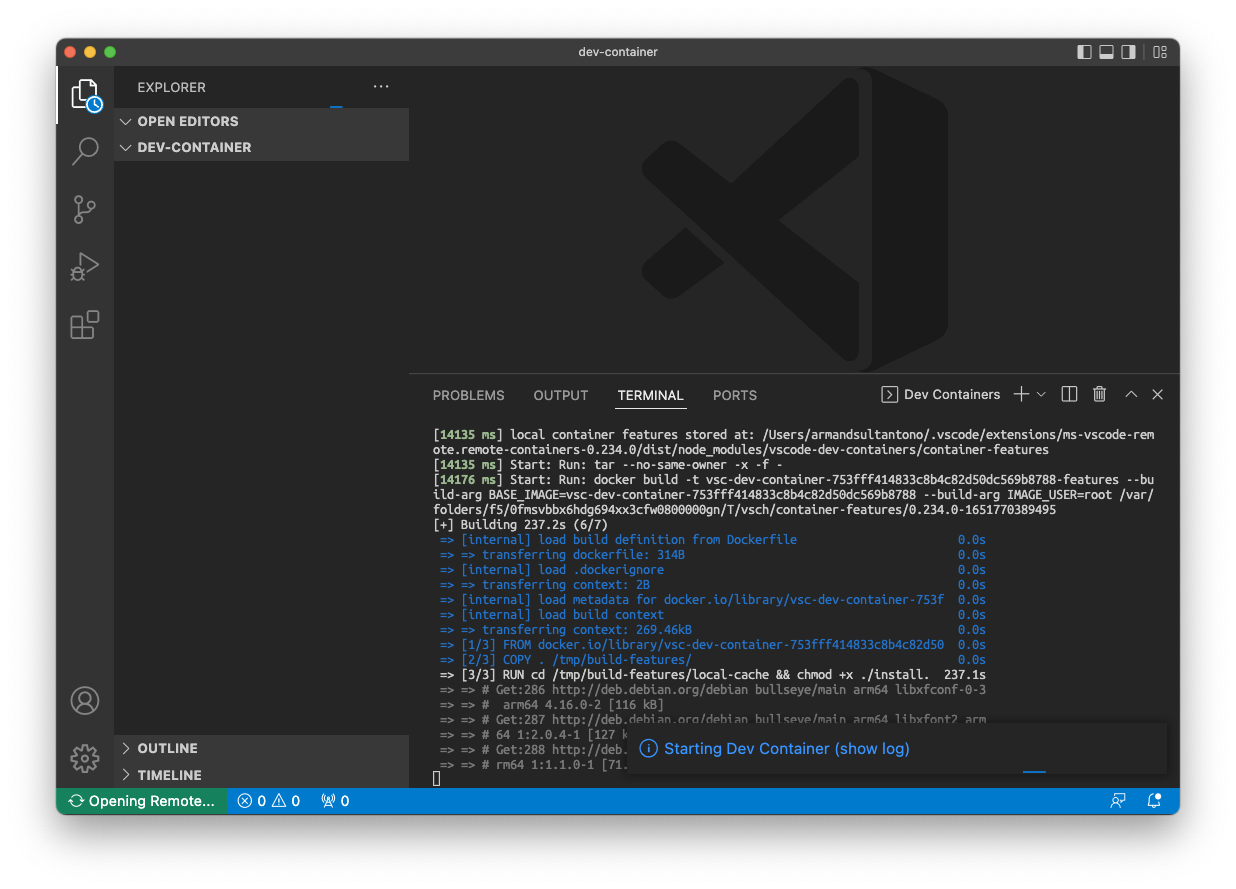 dev-container
EXPLORER
OPEN EDITORS
DEV-CONTAINER
PROBLEMS OUTPUT TERMINAL PORTS Dev Containers
[14135 ms] local container features stored at: /Users/armandsultantono/.vscode/extensions/ms-vscode-rem
ote.remote-containers-0.234.0/dist/node_modules/vscode-dev-containers/container-features
[14135 ms] Start: Run: tar --no-same-owner -x -f -
[14176 ms] Start: Run: docker build -t vsc-dev-container-753fff414833c8b4c82d50dc569b8788-features --bu
ild-arg BASE_IMAGE=vsc-dev-container-753fff414833c8b4c82d50dc569b8788 --build-arg IMAGE_USER=root /var/
folders/f5/0fmsvbbx6hdg694xx3cfw0800000gn/T/vsch/container-features/0.234.0-1651770389495
[+] Building 237.2s (6/7)
=> [internal] load build definition from Dockerfile 0.0s
=> => transferring dockerfile: 314B 0.0s
=> [internal] load .dockerignore 0.0s
=> => transferring context: 2B 0.0s
=> [internal] load metadata for docker.io/library/vsc-dev-container-753f 0.0s
=> [internal] load build context 0.0s
=> => transferring context: 269.46kB 0.0s
=> [1/3] FROM docker.io/library/vsc-dev-container-753fff414833c8b4c82d50 0.0s
=> [2/3] COPY . /tmp/build-features/ 0.0s
=> [3/3] RUN cd /tmp/build-features/local-cache && chmod +x ./install. 237.1s
=> => # Get:286 http://deb.debian.org/debian bullseye/main arm64 libxfconf-0-3
=> => # arm64 4.16.0-2 [116 kB]
=> => # Get:287 http://deb.debian.org/debian bullseye/main arm64 libxfont2 arm
=> => # 64 1:2.0.4-1 [127 k
=> => # Get:288 http://deb.
=> => # rm64 1:1.1.0-1 [71.
Starting Dev Container (show log)
OUTLINE
TIMELINE
Opening Remote... 0 0 0